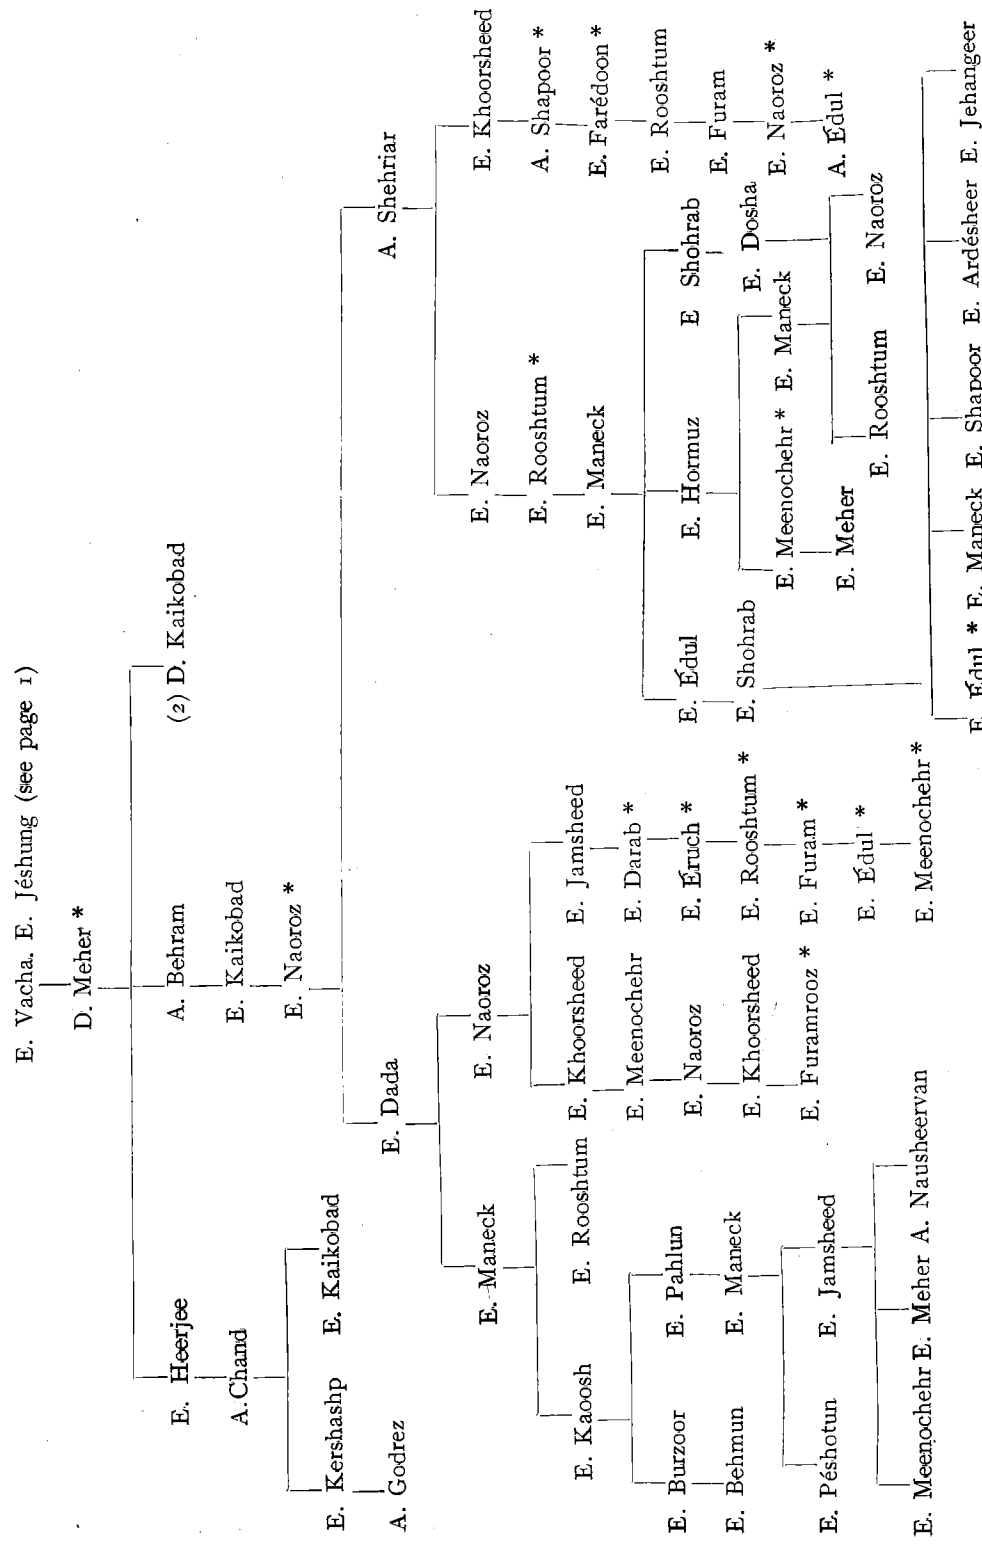 E. Vacha. E. Jéshung (see page 1)
D. Meher *
E. Heerjee A. Behram (2) D. Kaikobad
A.Chand E. Kaikobad
E. Naoroz *
E. Kershashp E. Kaikobad
A. Godrez E. Dada A. Shehriar
E. Maneck E. Naoroz E. Naoroz E. Khoorsheed
E. Rooshtum * A. Shapoor *
E. Kaoosh E. Rooshtum E. Khoorsheed E. Jamsheed E. Maneck E. Farédoon *
E. Meenochehr E. Darab * E. Rooshtum
E. Burzoor E. Pahlun E. Naoroz E. Éruch * E. Édul E. Hormuz E Shohrab E. Furam
E. Behmun E. Maneck E. Khoorsheed E. Rooshtum * E. Shohrab E. Dosha
E. Meenochehr * E. Maneck E. Naoroz *
E. Furamrooz * E. Furam *
E. Péshotun E. Jamsheed E. Meher A. Édul *
E. Édul * E. Rooshtum E. Naoroz
E. Meenochehr E. Meher A. Nausheervan E. Meenochehr *
E. Édul * E. Maneck E. Shapoor E. Ardésheer E. Jehangeer